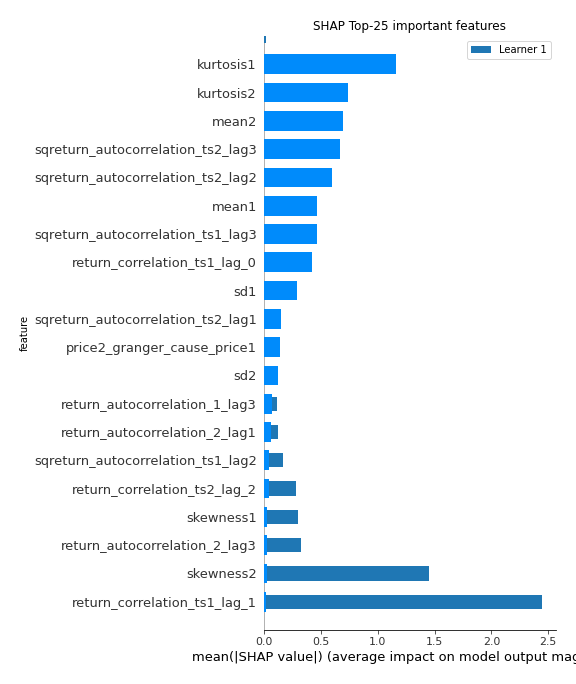 SHAP Top-25 important features
Learner 1
kurtosis1
kurtosis2
mean2
sqreturn_autocorrelation_ts2_lag3
sqreturn_autocorrelation_ts2_lag2
mean1
sqreturn_autocorrelation_ts1_lag3
return_correlation_ts1_lag_0
sd1
sqreturn_autocorrelation_ts2_lag1
price2_granger_cause_price1
sd2
return_autocorrelation_1_lag3
return_autocorrelation_2_lag1
sqreturn_autocorrelation_ts1_lag2
return_correlation_ts2_lag_2
skewness1
return_autocorrelation_2_lag3
skewness2
return_correlation_ts1_lag_1
feature
0.0 0.5 1.0 1.5 2.0 2.5
mean(|SHAP value|) (average impact on model output mag